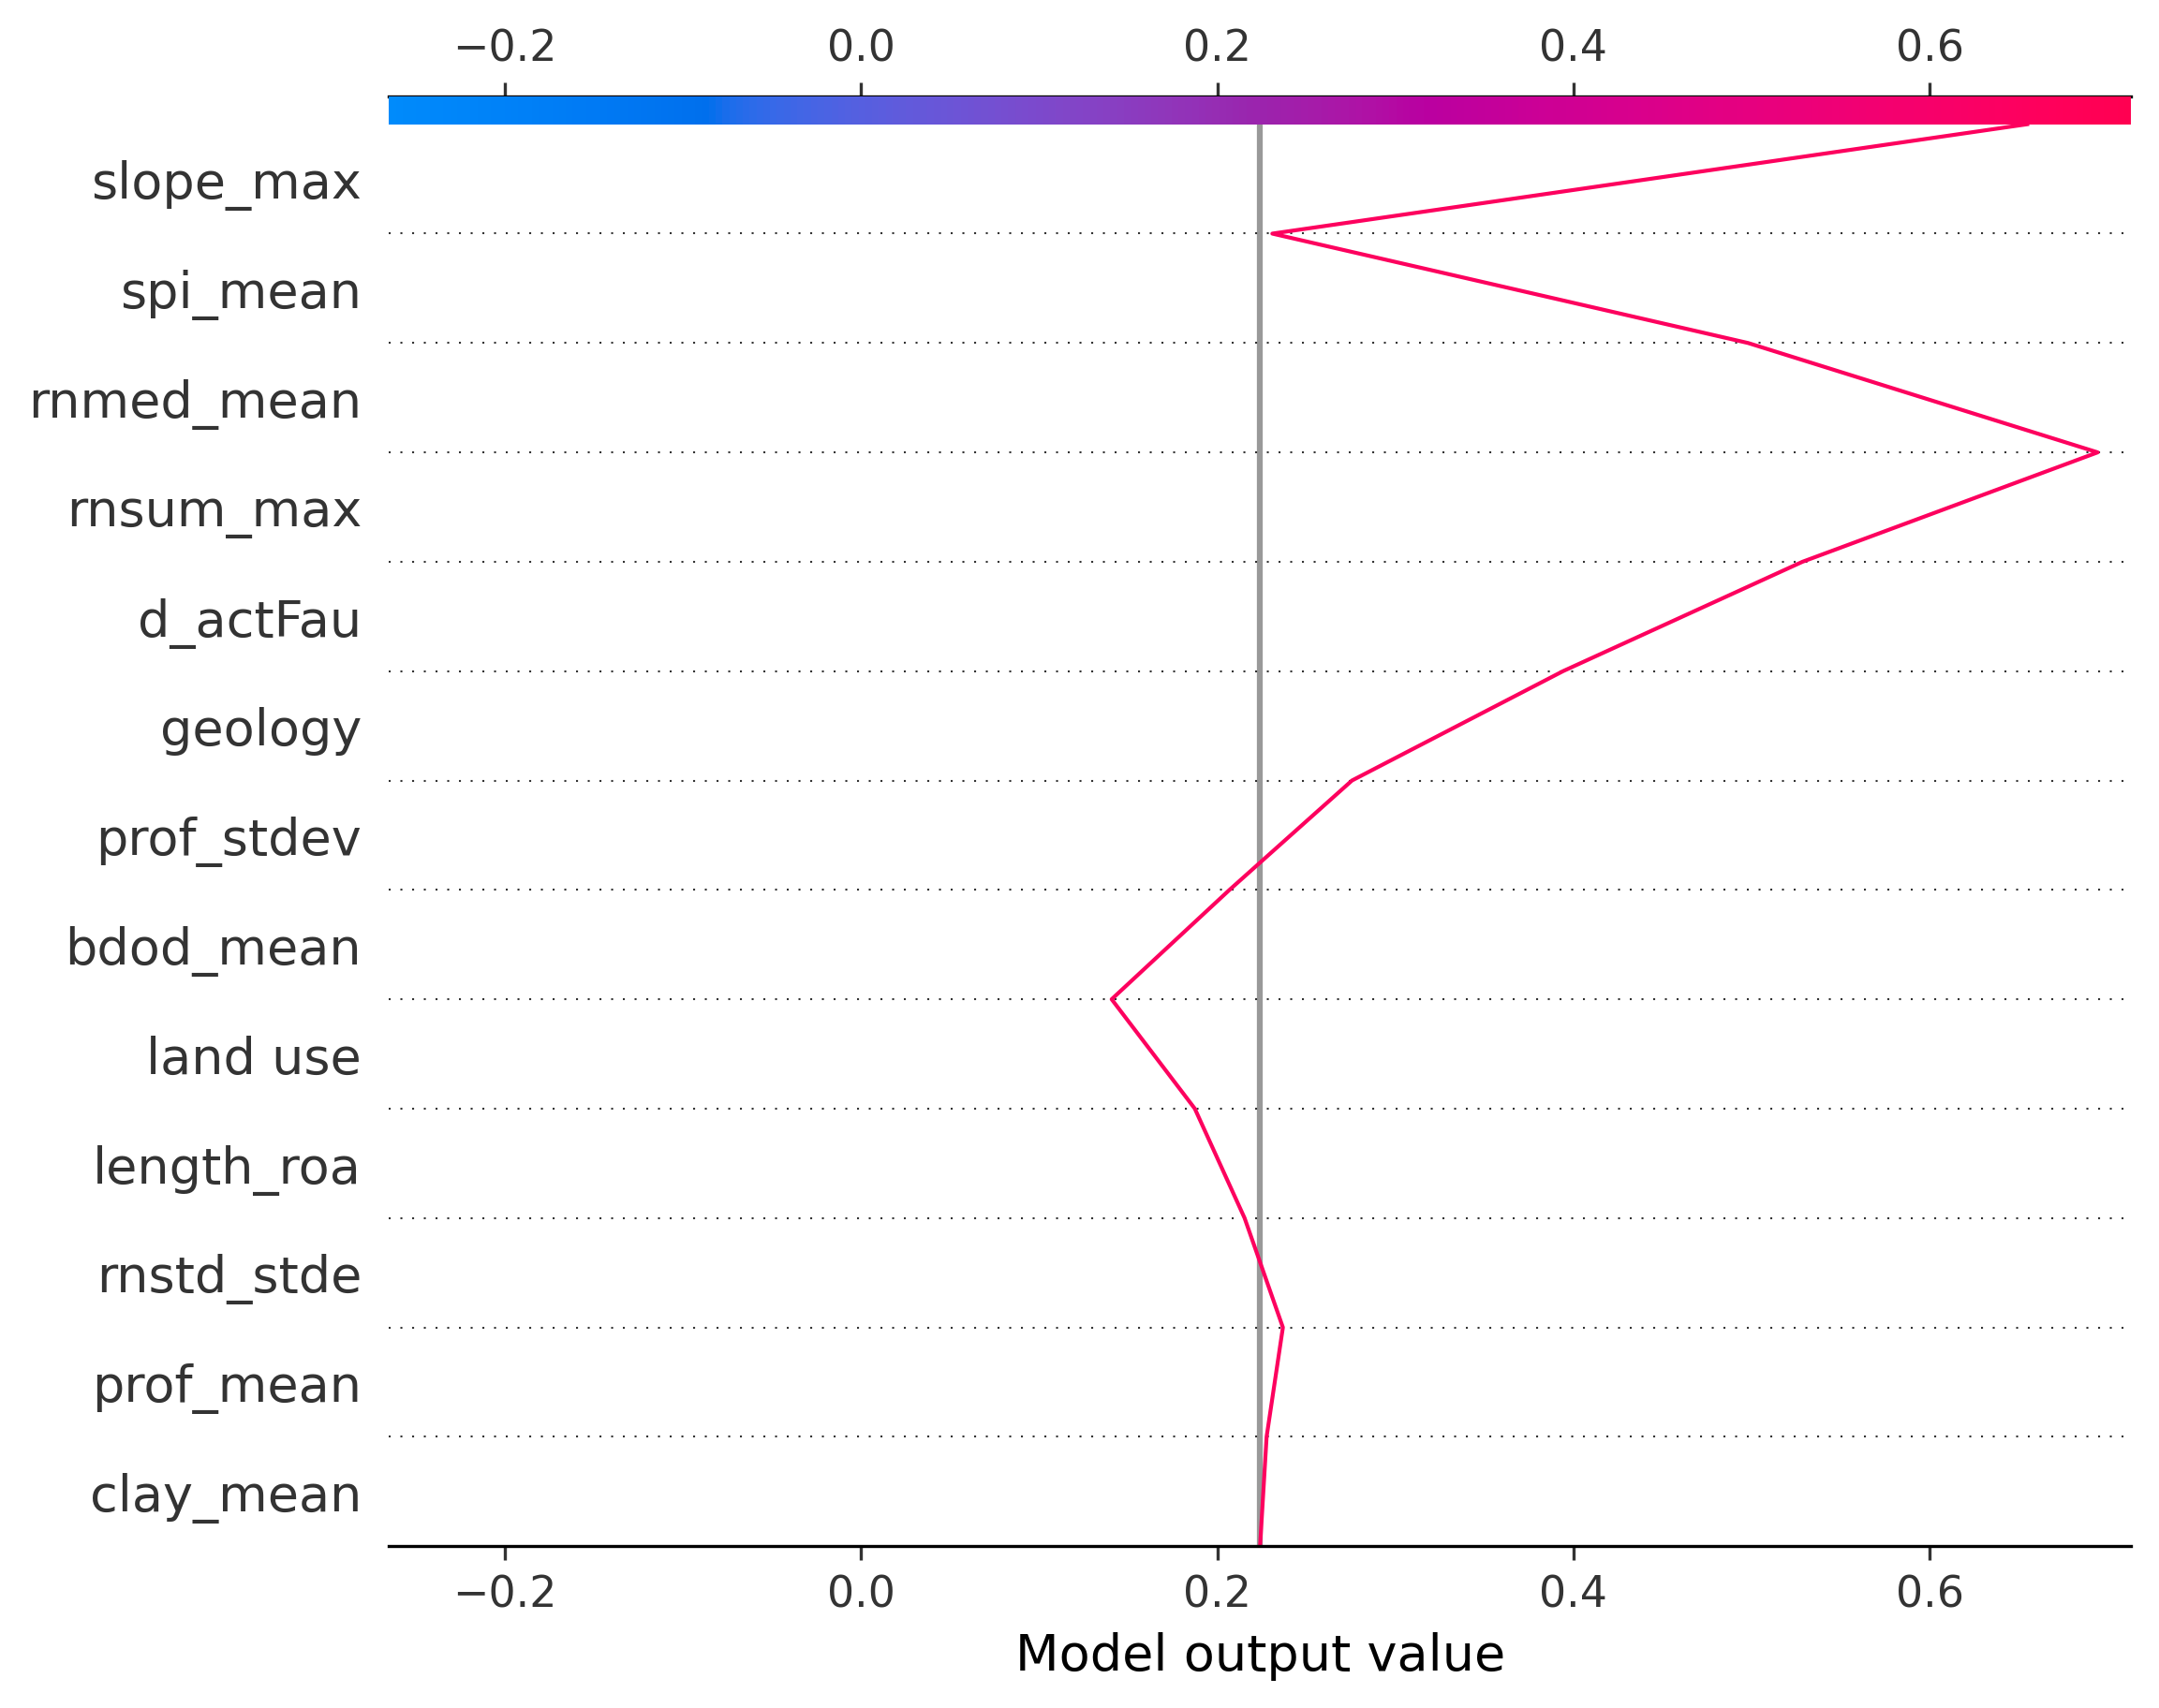 −0.2 0.0 0.2 0.4 0.6
slope_max
spi_mean
rnmed_mean
rnsum_max
d_actFau
geology
prof_stdev
bdod_mean
land use
length_roa
rnstd_stde
prof_mean
clay_mean
−0.2 0.0 0.2 0.4 0.6
Model output value